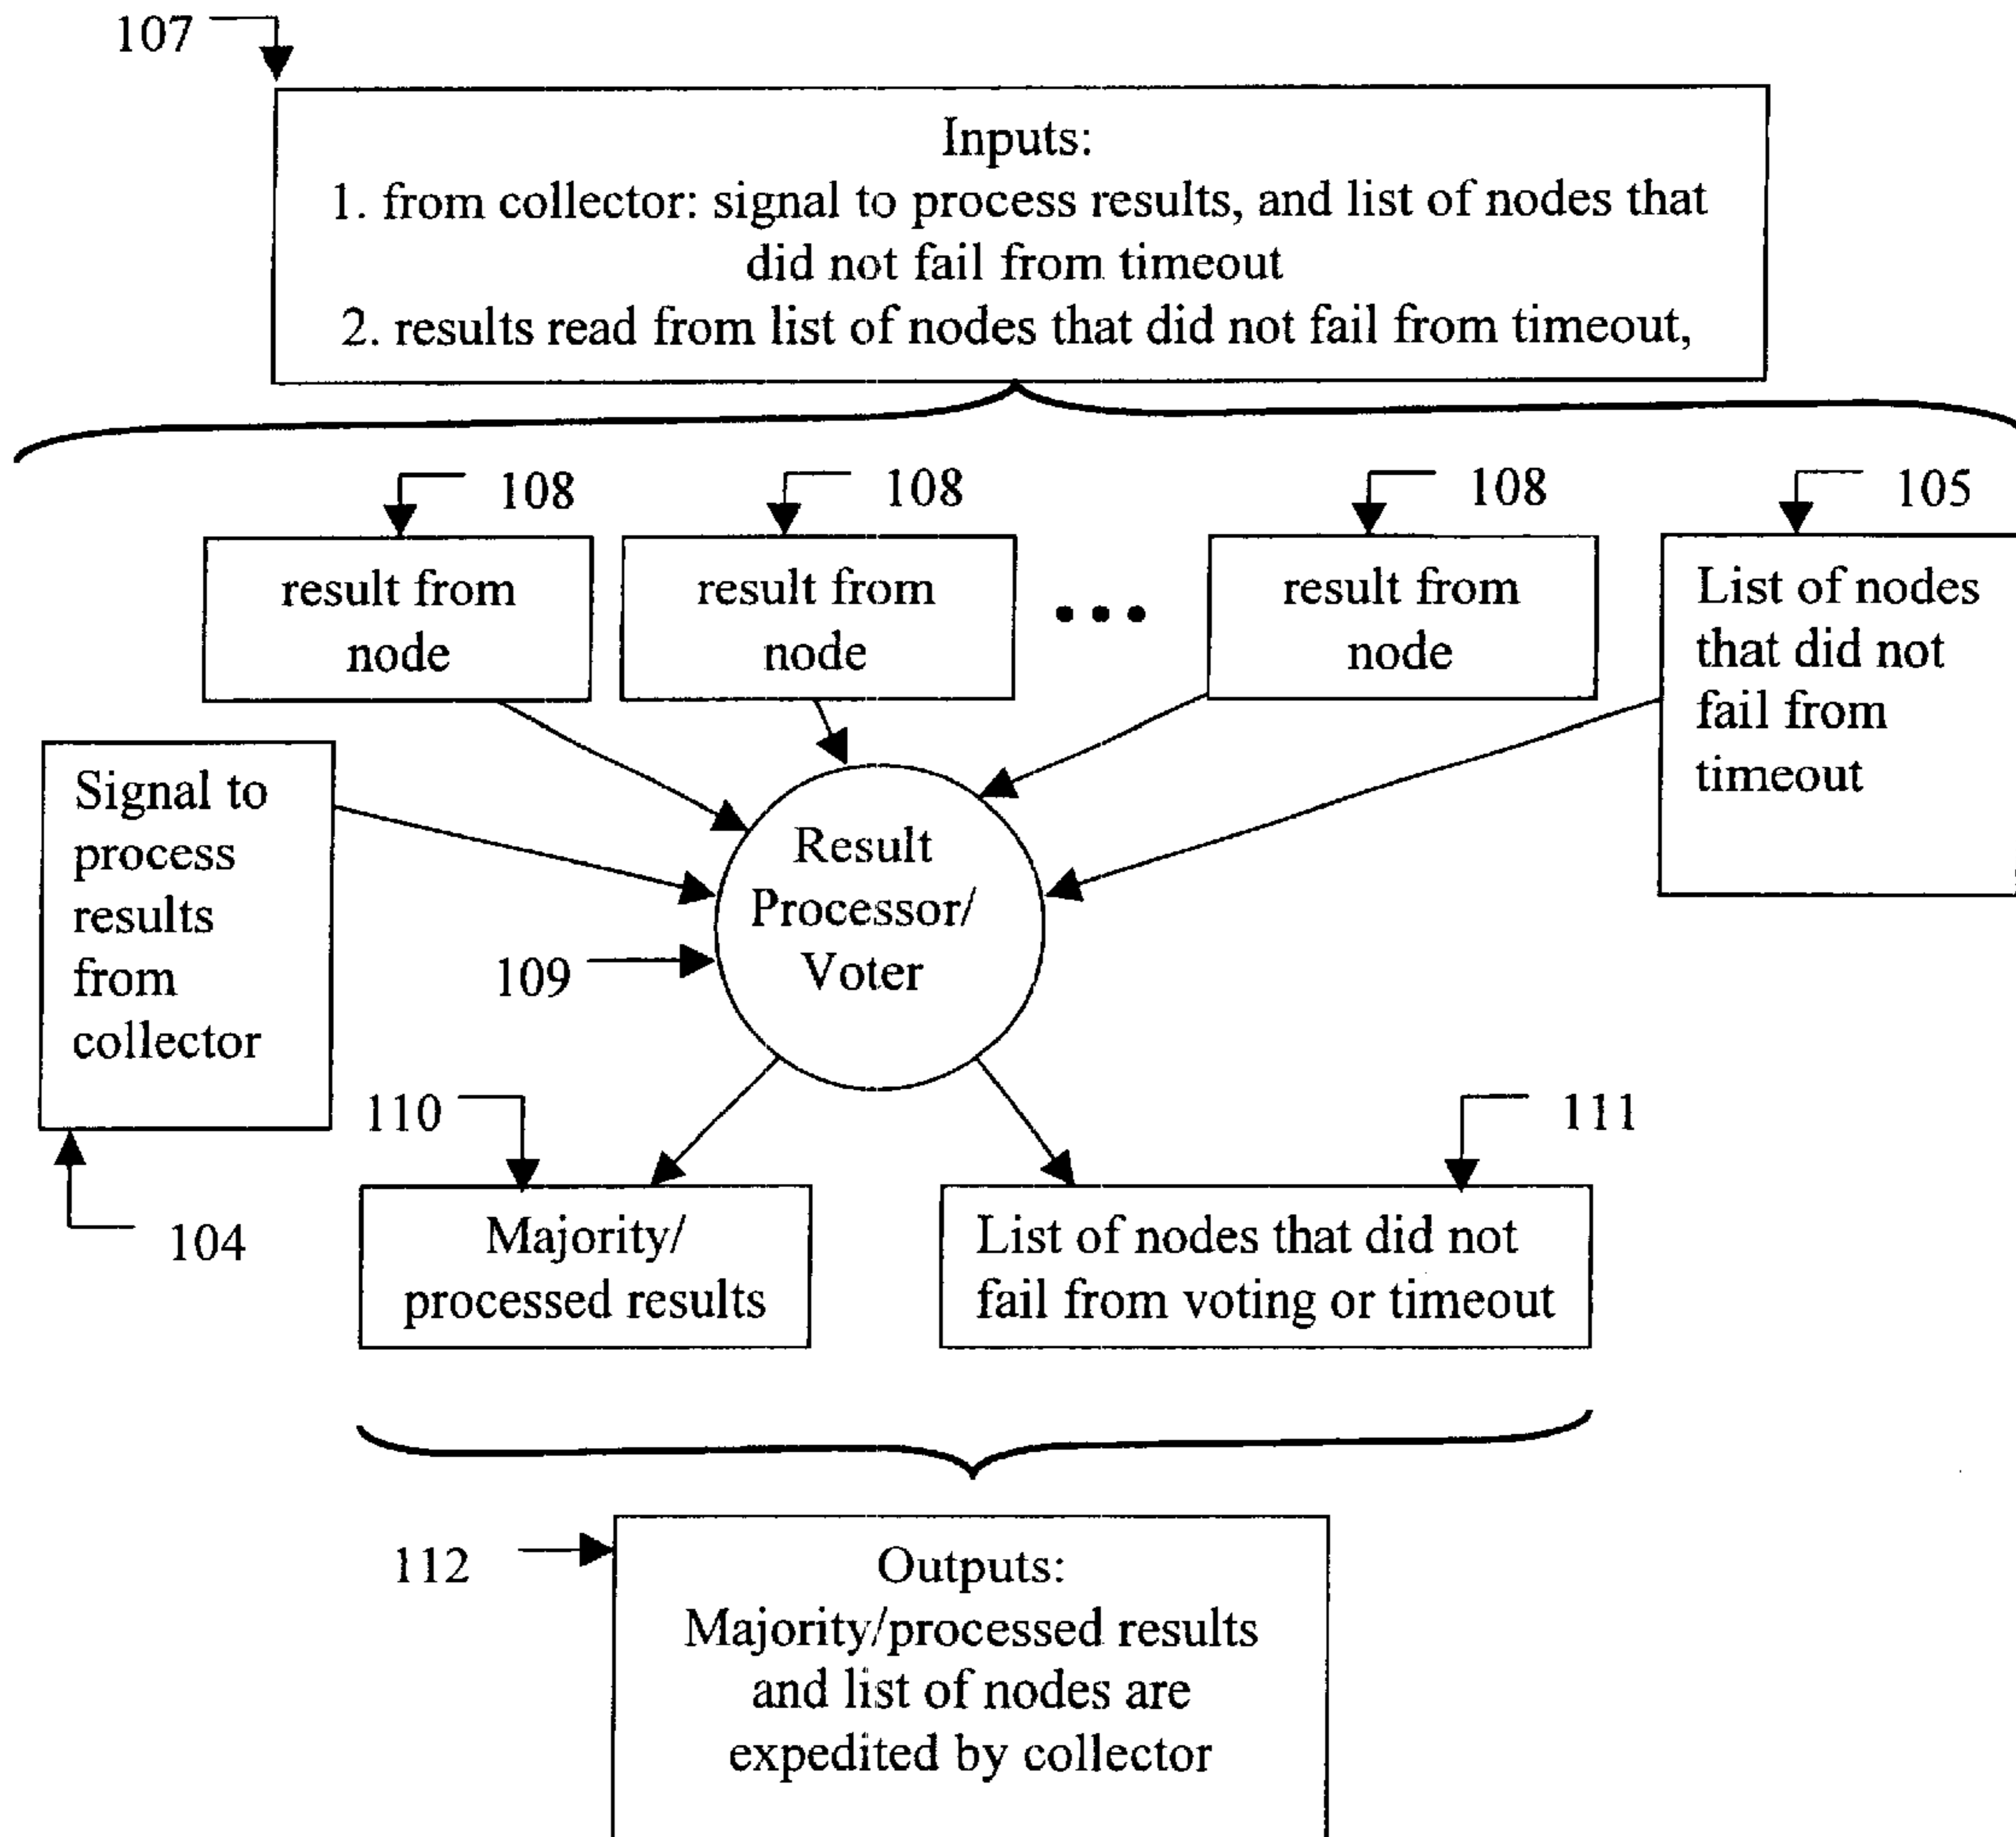 107
Inputs:
1. from collector: signal to process results, and list of nodes that
did not fail from timeout
2. results read from list of nodes that did not fail from timeout,
108
108
108
105
result from
node
result from
node
result from
node
List of nodes
that did not
fail from
timeout
Signal to
process
results
from
collector
104
Result
Processor/
Voter
109
110
111
Majority/
processed results
List of nodes that did not
fail from voting or timeout
112
Outputs:
Majority/processed results
and list of nodes are
expedited by collector